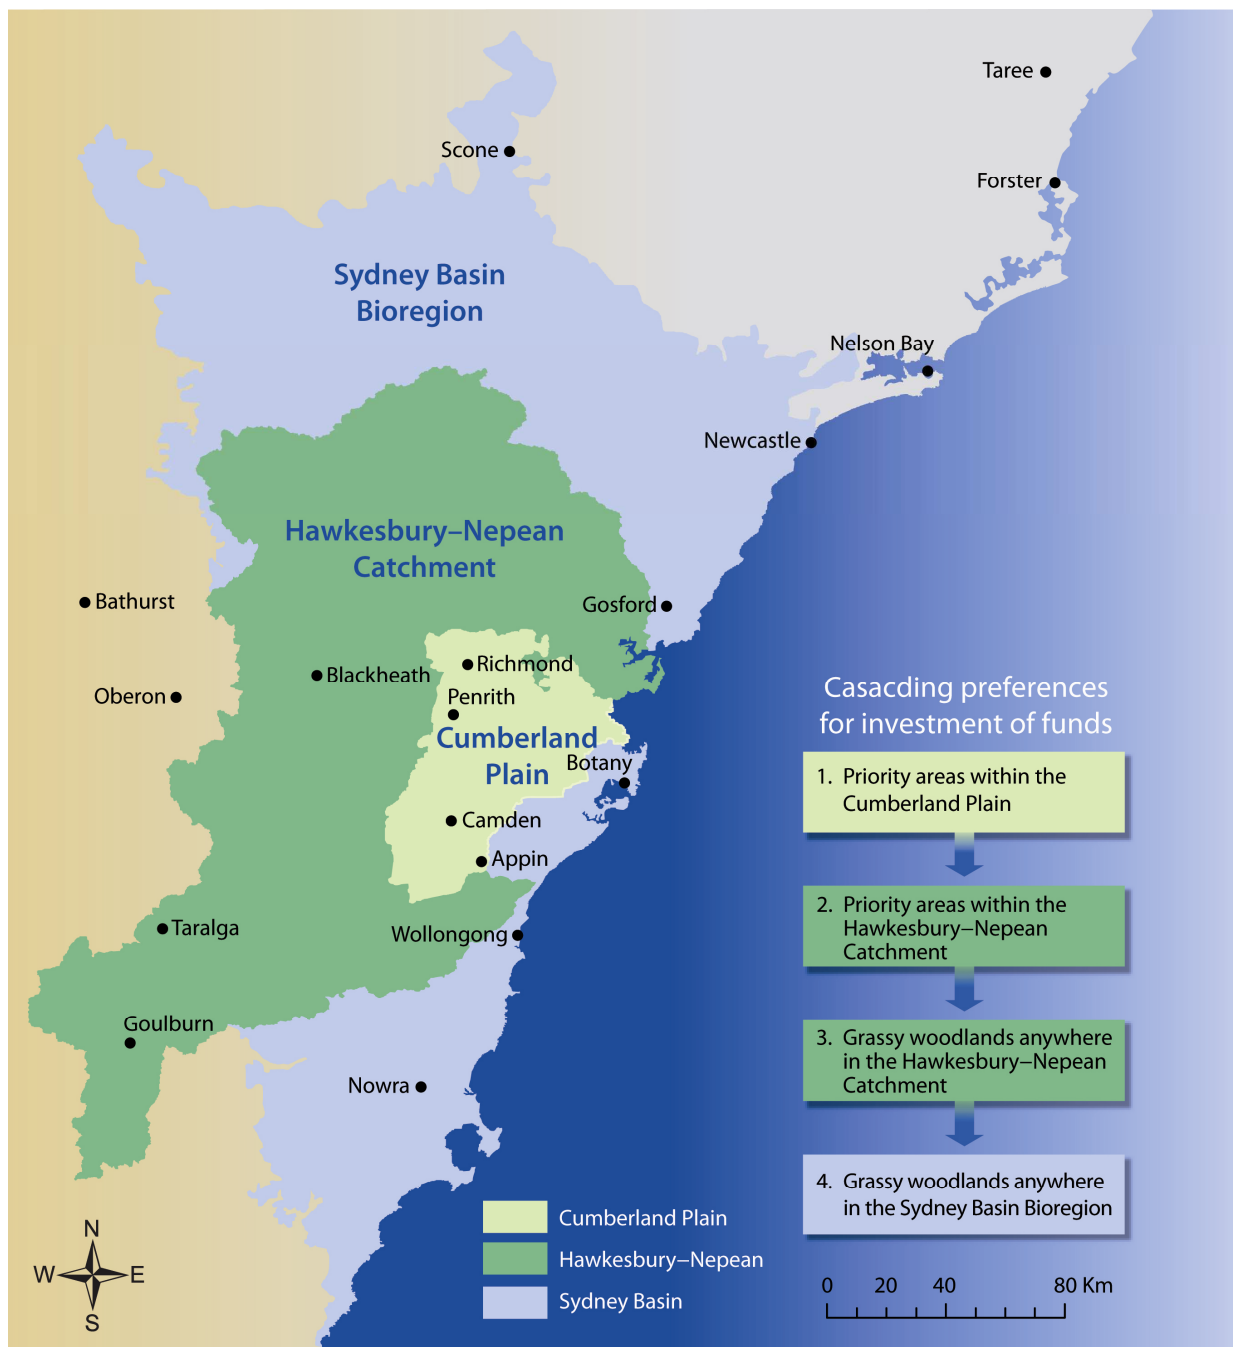 Taree
Scone
Forster
Sydney Basin
Bioregion
Nelson Bay
Newcastle
Hawkesbury–Nepean
Catchment
Bathurst
Gosford
Richmond
Blackheath
Oberon
Penrith
Cumberland
Plain
Botany
Camden
Appin
Taralga
Wollongong
Goulburn
Nowra
Casacding preferences
for investment of funds
1. Priority areas within the
Cumberland Plain
2. Priority areas within the
Hawkesbury–Nepean
Catchment
3. Grassy woodlands anywhere
in the Hawkesbury–Nepean
Catchment
4. Grassy woodlands anywhere
in the Sydney Basin Bioregion
Cumberland Plain
Hawkesbury–Nepean
Sydney Basin
N
W E
S
0 20 40 80 Km